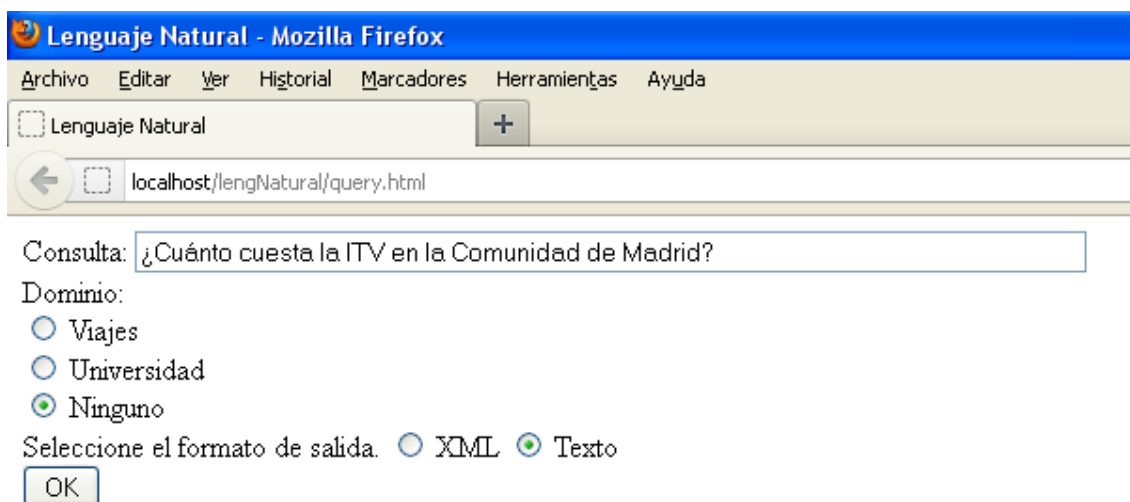 Lenguaje Natural - Mozilla Firefox
Archivo Editar Ver Historial Marcadores Herramientas Ayuda
Lenguaje Natural +
localhost/lengNatural/query.html
Consulta: ¿Cuánto cuesta la ITV en la Comunidad de Madrid?
Dominio:
Viajes
Universidad
Ninguno
Seleccione el formato de salida. XML Texto
OK